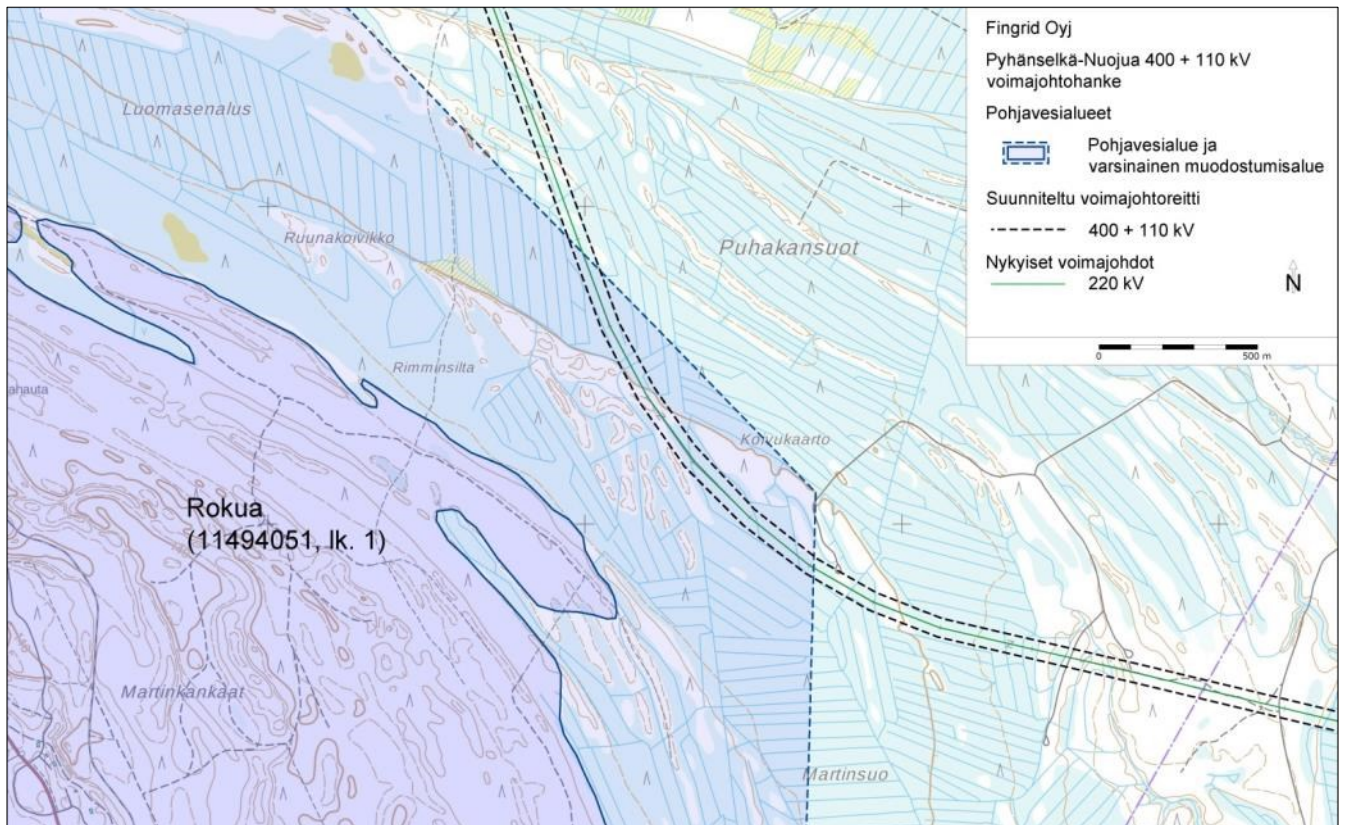 Fingrid Oyj
Pyhänselkä-Nuojua 400 + 110 kV
voimajohtohanke
Pohjavesialueet
Pohjavesialue ja
varsinainen muodostumisalue
Suunniteltu voimajohtoreitti
400 + 110 kV
Nykyiset voimajohdot
220 kV
N
0 500 m
Luomasenalus
Ruunakoivikko
Puhakansuot
Rimminsilta
ahauta
Koivukaarto
Rokua
(11494051, lk. 1)
Martinkankaat
Martinsuo